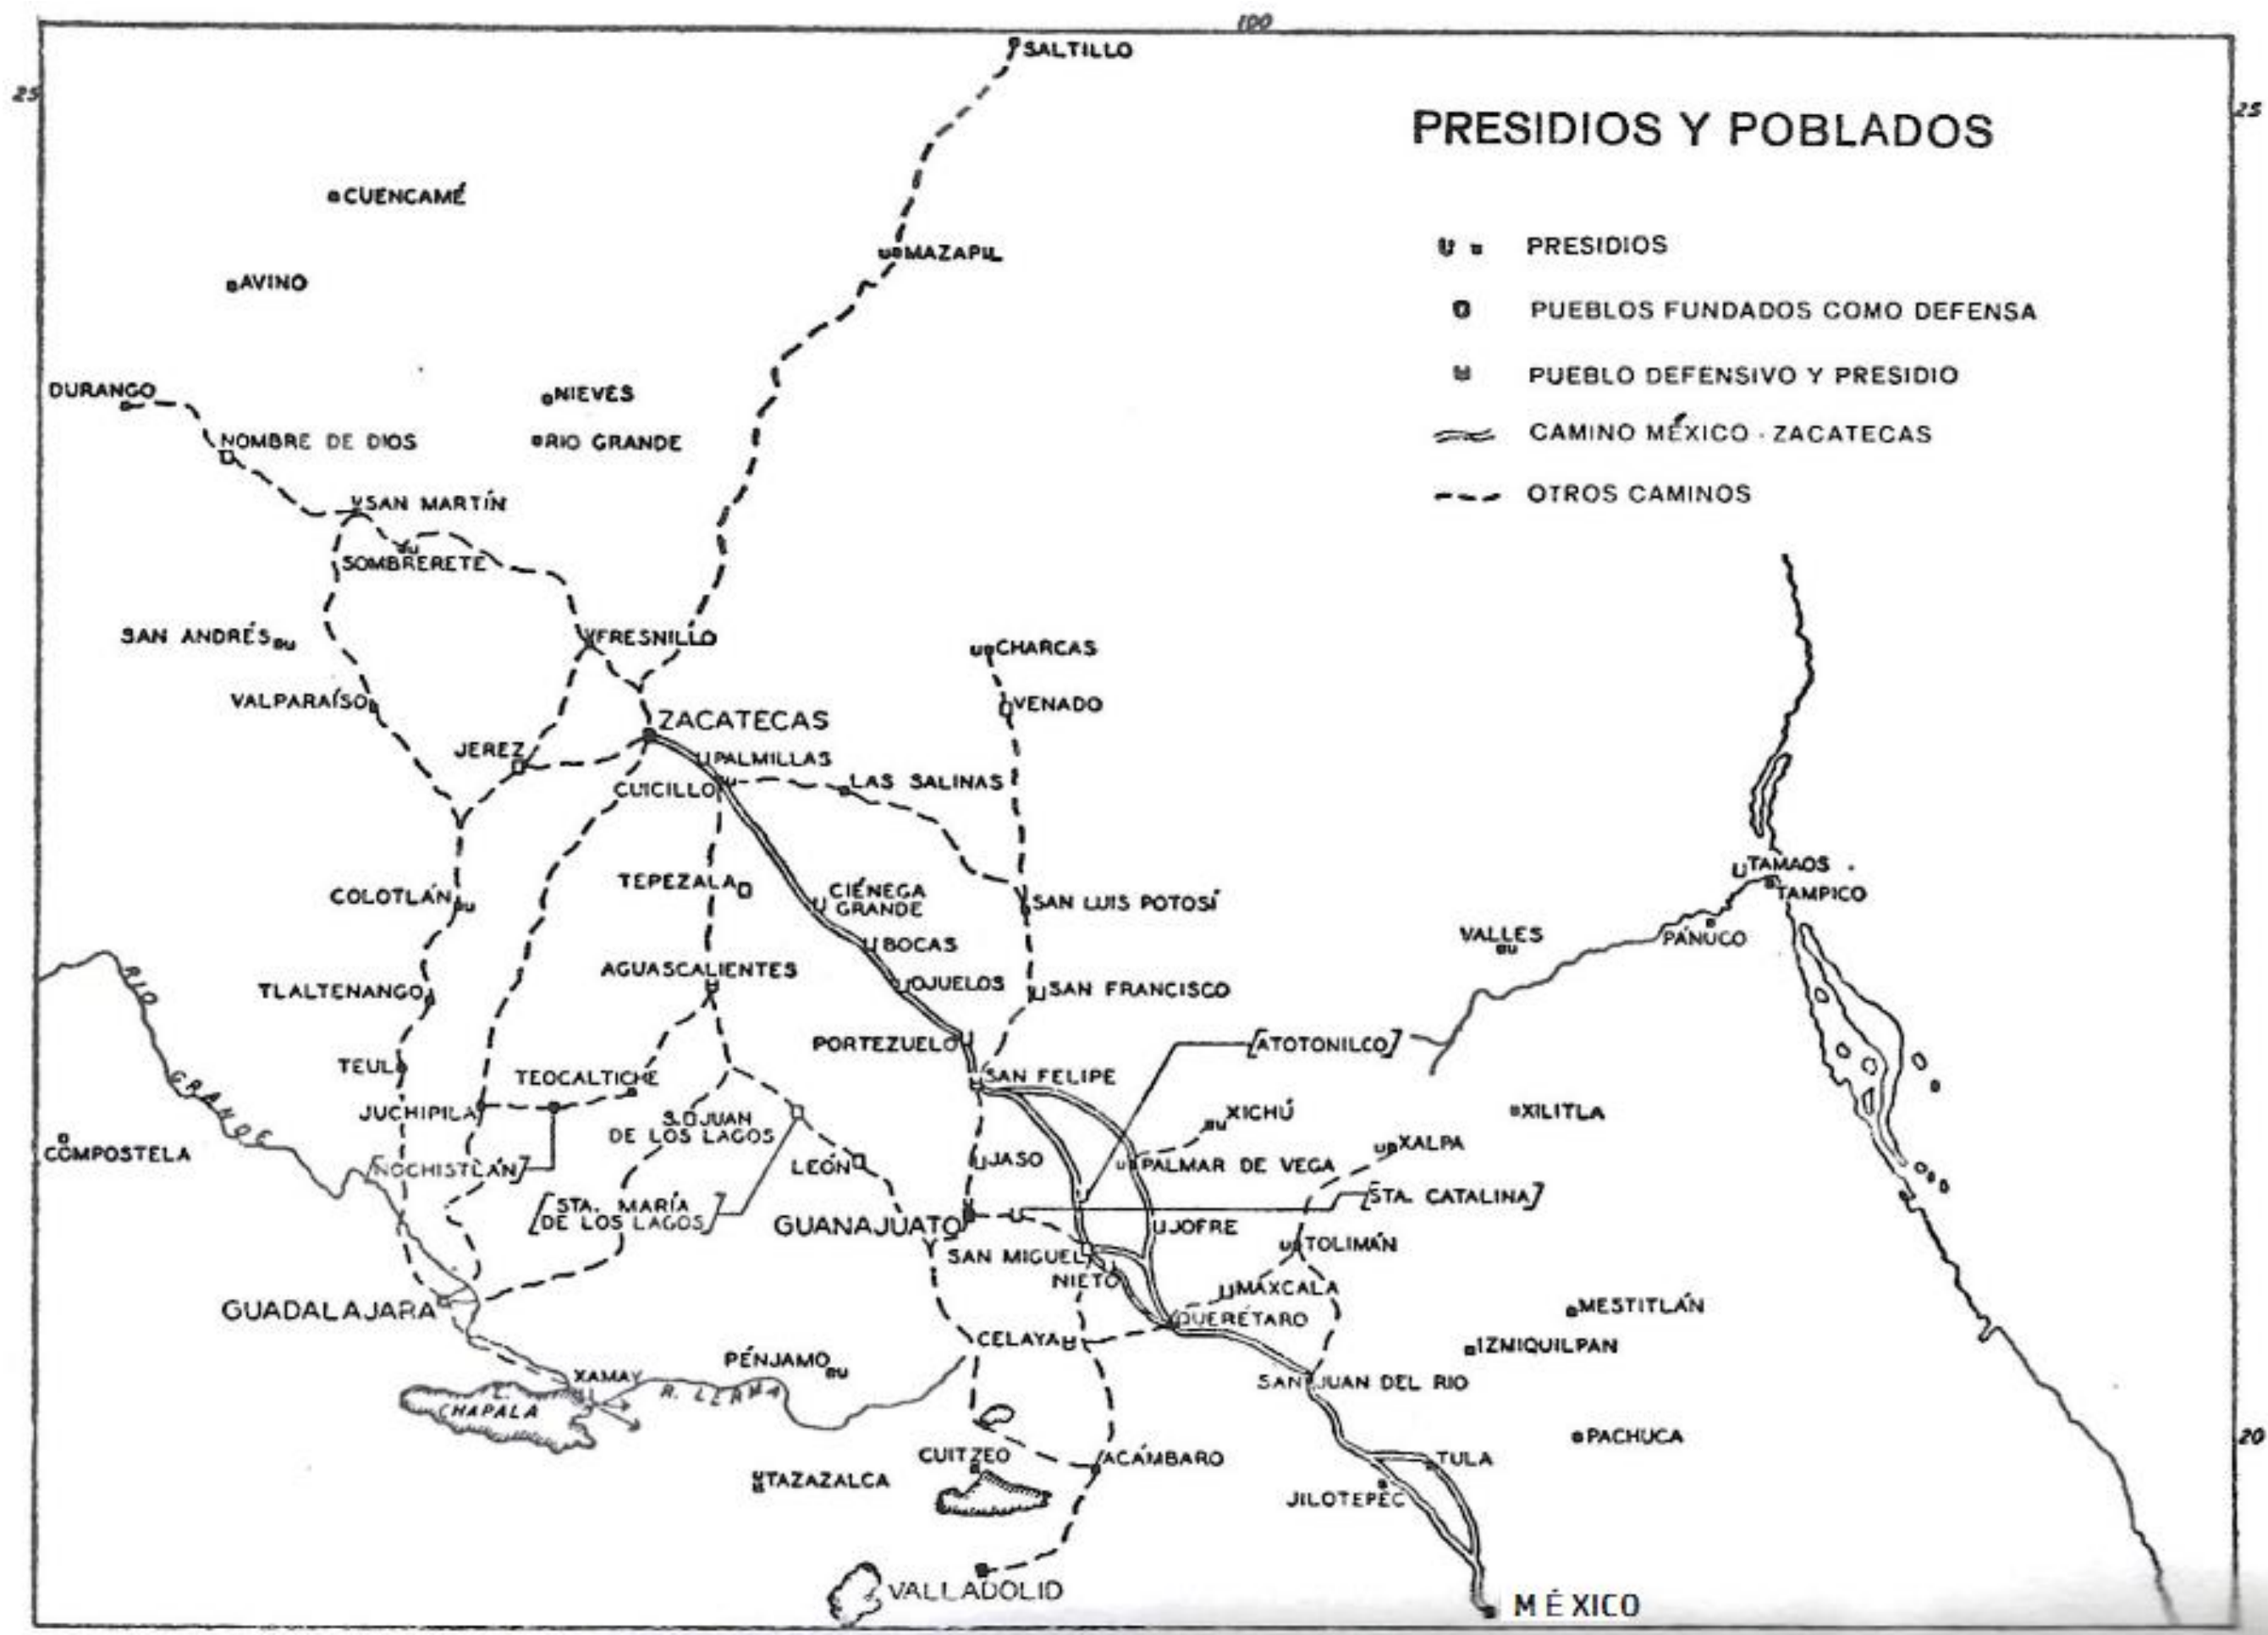 100
SALTILLO
25
25
PRESIDIOS Y POBLADOS
PRESIDIOS
PUEBLOS FUNDADOS COMO DEFENSA
PUEBLO DEFENSIVO Y PRESIDIO
CAMINO MÉXICO - ZACATECAS
OTROS CAMINOS
CUENCAMÉ
MAZAPIL
AVINO
DURANGO
NIEVES
NOMBRE DE DIOS
RIO GRANDE
SAN MARTÍN
SOMBRERETE
SAN ANDRÉS
FRESNILLO
CHARCAS
VALPARAÍSO
VENADO
ZACATECAS
JEREZ
PALMILLAS
CUICILLO
LAS SALINAS
TAMAOS
TAMPICO
TEPEZALA
CIÉNEGA
GRANDE
COLOTLÁN
SAN LUIS POTOSÍ
VALLES
PÁNUCO
BOCAS
AGUASCALIENTES
OJUELOS
TLALTENANGO
SAN FRANCISCO
RIO GRANDE
PORTEZUELO
[ATOTONILCO]
TEUL
TEOCALTICHE
SAN FELIPE
JUCHIPILA
S. JUAN
DE LOS LAGOS
XICHÚ
XILITLA
COMPOSTELA
[NOCHISTLÁN]
LEÓN
JASO
PALMAR DE VEGA
XALPA
[STA. MARÍA
DE LOS LAGOS]
[STA. CATALINA]
GUANAJUATO
JOFRE
SAN MIGUEL
TOLIMÁN
NIETO
MAXCALA
GUADALAJARA
QUERÉTARO
MESTITLÁN
CELAYA
IZMIQUILPAN
PÉNJAMO
XAMAY
R. LERMA
SAN JUAN DEL RIO
L.
CHAPALA
PACHUCA
20
CUITZEO
ACÁMBARO
TULA
TAZAZALCA
JILOTEPÉC
VALLADOLID
MÉXICO